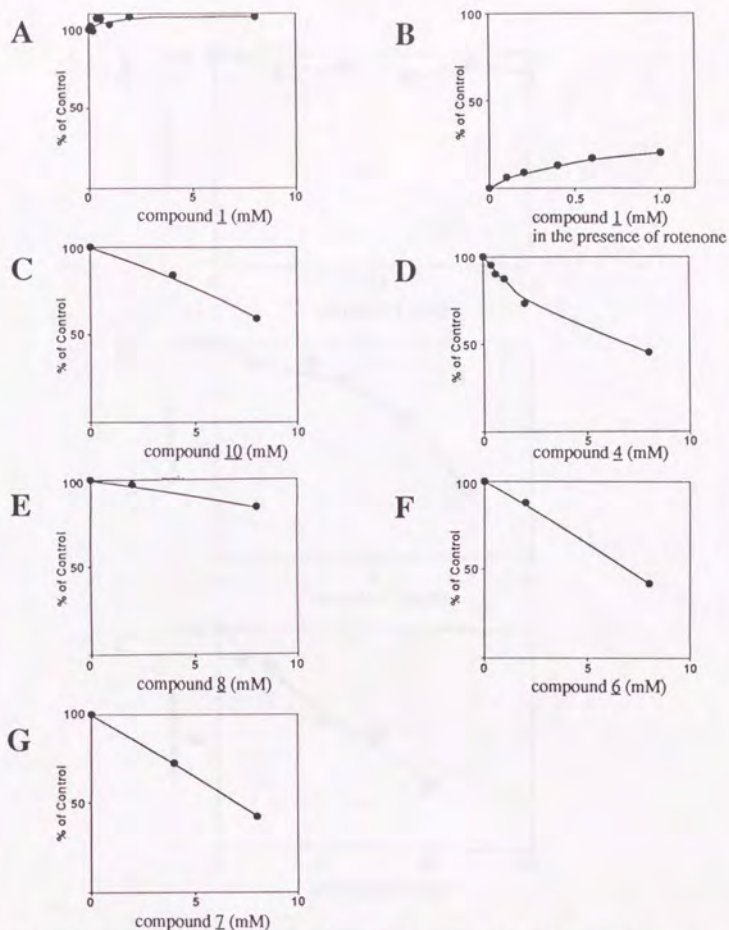 A
% of Control
100
50
0
5
10
compound 1 (mM)
B
% of Control
100
50
0
0.5
1.0
compound 1 (mM)
in the presence of rotenone
C
% of Control
100
50
0
5
10
compound 10 (mM)
D
% of Control
100
50
0
5
10
compound 4 (mM)
E
% of Control
100
50
0
5
10
compound 8 (mM)
F
% of Control
100
50
0
5
10
compound 6 (mM)
G
% of Control
100
50
0
5
10
compound 7 (mM)